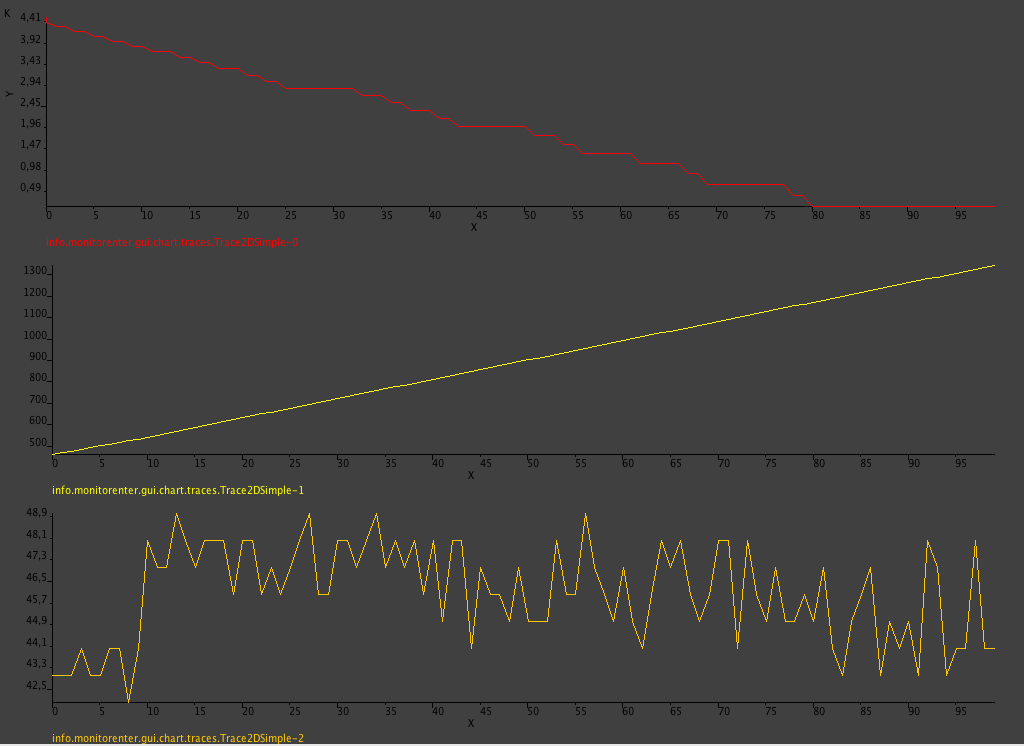 K
4,41
3,92
3,43
2,94
Y
2,45
1,96
1,47
0,98
0,49
0 5 10 15 20 25 30 35 40 45 50 55 60 65 70 75 80 85 90 95
X
info.monitorenter.gui.chart.traces.Trace2DSimple-0
1300
1200
1100
1000
900
800
700
600
500
0 5 10 15 20 25 30 35 40 45 50 55 60 65 70 75 80 85 90 95
X
info.monitorenter.gui.chart.traces.Trace2DSimple-1
48,9
48,1
47,3
46,5
45,7
44,9
44,1
43,3
42,5
0 5 10 15 20 25 30 35 40 45 50 55 60 65 70 75 80 85 90 95
X
info.monitorenter.gui.chart.traces.Trace2DSimple-2